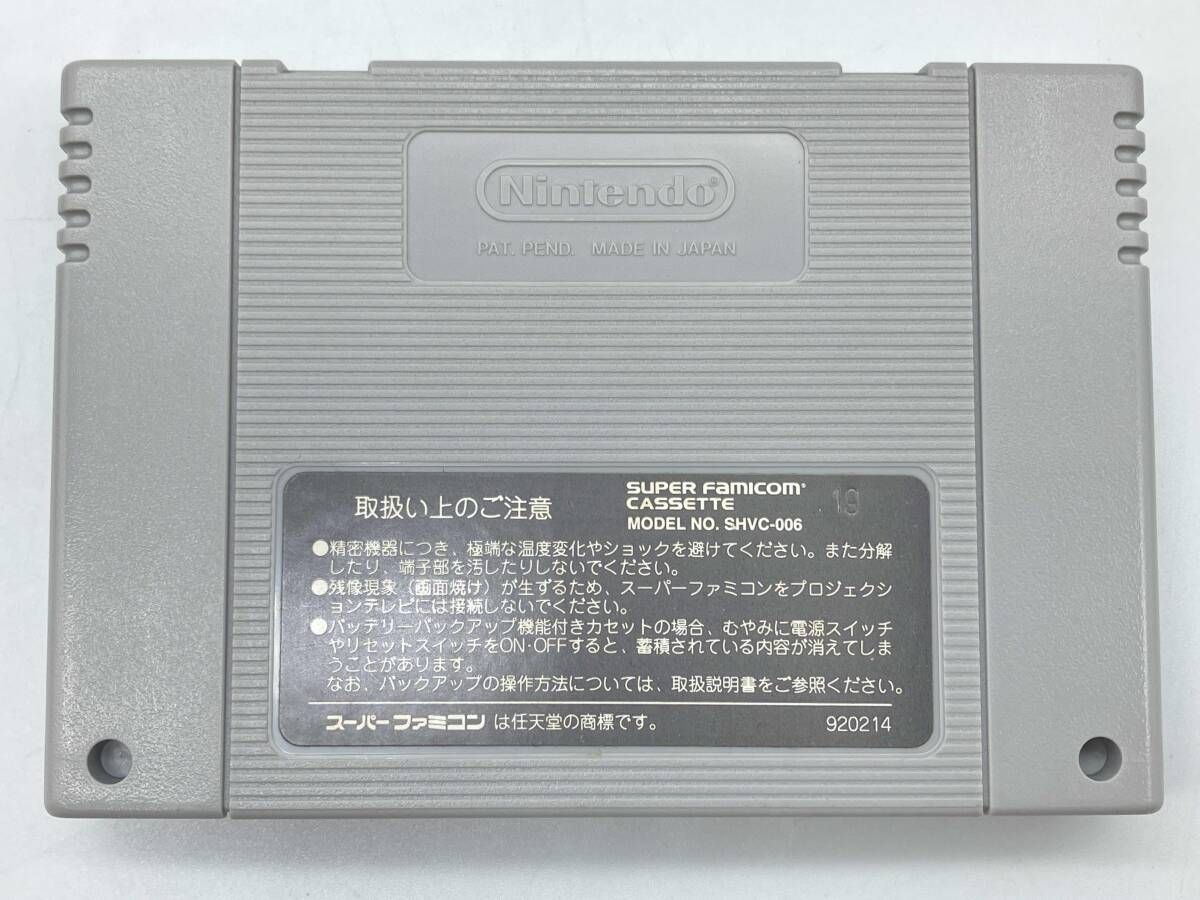 Nintendo®
PAT. PEND. MADE IN JAPAN
取扱い上のご注意
SUPER FAMICOM®
CASSETTE
MODEL NO. SHVC-006
19
●精密機器につき、極端な温度変化やショックを避けてください。また分解
したり、端子部を汚したりしないでください。
●残像現象(画面焼け)が生ずるため、スーパーファミコンをプロジェクシ
ョンテレビには接続しないでください。
●バッテリーバックアップ機能付きカセットの場合、むやみに電源スイッチ
やリセットスイッチをON・OFFすると、蓄積されている内容が消えてしま
うことがあります。
なお、バックアップの操作方法については、取扱説明書をご参照ください。
スーパーファミコン は任天堂の商標です。
920214